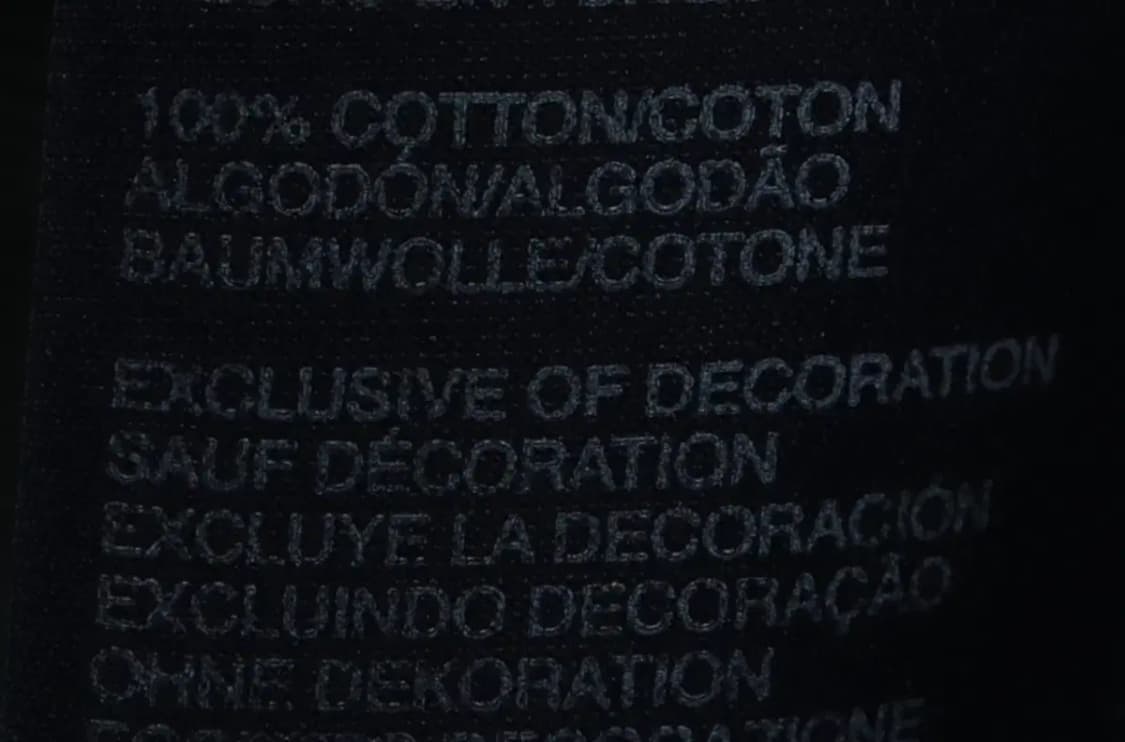 100% COTTON/COTON
ALGODÓN/ALGODÃO
BAUMWOLLE/COTONE
EXCLUSIVE OF DECORATION
SAUF DÉCORATION
EXCLUYE LA DECORACIÓN
EXCLUINDO DECORAÇÃO
OHNE DEKORATION